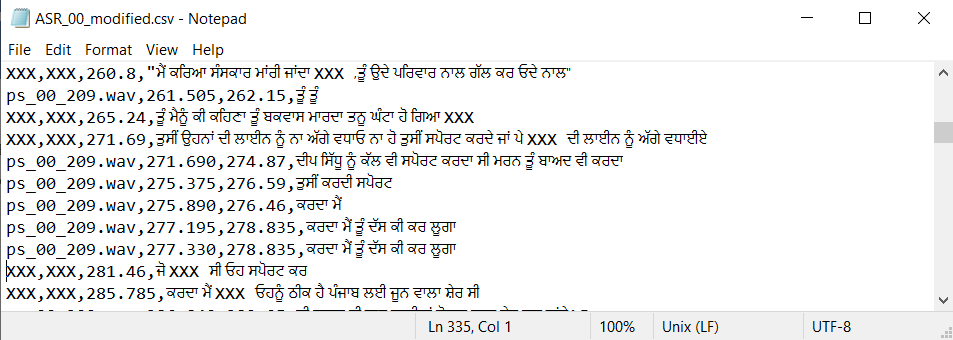 ASR_00_modified.csv - Notepad
File Edit Format View Help
XXX,XXX,260.8,"ਮੈਂ ਕਰਿਆ ਸੰਸਕਾਰ ਮਾਂਰੀ ਜਾਂਦਾ XXX ,ਤੂੰ ਉਦੇ ਪਰਿਵਾਰ ਨਾਲ ਗੱਲ ਕਰ ਓਦੇ ਨਾਲ"
ps_00_209.wav,261.505,262.15,ਤੂੰ ਤੂੰ
XXX,XXX,265.24,ਤੂੰ ਮੈਨੂੰ ਕੀ ਕਹਿਣਾ ਤੂੰ ਬਕਵਾਸ ਮਾਰਦਾ ਤਨੂ ਘੰਟਾ ਹੋ ਗਿਆ XXX
XXX,XXX,271.69,ਤੁਸੀਂ ਉਹਨਾਂ ਦੀ ਲਾਈਨ ਨੂੰ ਨਾ ਅੱਗੇ ਵਧਾਓ ਨਾ ਹੋ ਤੁਸੀਂ ਸਪੋਰਟ ਕਰਦੇ ਜਾਂ ਪੇ XXX ਦੀ ਲਾਈਨ ਨੂੰ ਅੱਗੇ ਵਧਾਈਏ
ps_00_209.wav,271.690,274.87,ਦੀਪ ਸਿੱਧੂ ਨੂੰ ਕੱਲ ਵੀ ਸਪੋਰਟ ਕਰਦਾ ਸੀ ਮਰਨ ਤੂੰ ਬਾਅਦ ਵੀ ਕਰਦਾ
ps_00_209.wav,275.375,276.59,ਤੁਸੀਂ ਕਰਦੀ ਸਪੋਰਟ
ps_00_209.wav,275.890,276.46,ਕਰਦਾ ਮੈਂ
ps_00_209.wav,277.195,278.835,ਕਰਦਾ ਮੈਂ ਤੂੰ ਦੱਸ ਕੀ ਕਰ ਲੂਗਾ
ps_00_209.wav,277.330,278.835,ਕਰਦਾ ਮੈਂ ਤੂੰ ਦੱਸ ਕੀ ਕਰ ਲੂਗਾ
XXX,XXX,281.46,ਜੋ XXX ਸੀ ਓਹ ਸਪੋਰਟ ਕਰ
XXX,XXX,285.785,ਕਰਦਾ ਮੈਂ XXX ਓਹਨੂੰ ਠੀਕ ਹੈ ਪੰਜਾਬ ਲਈ ਜੂਨ ਵਾਲਾ ਸ਼ੇਰ ਸੀ
Ln 335, Col 1 100% Unix (LF) UTF-8